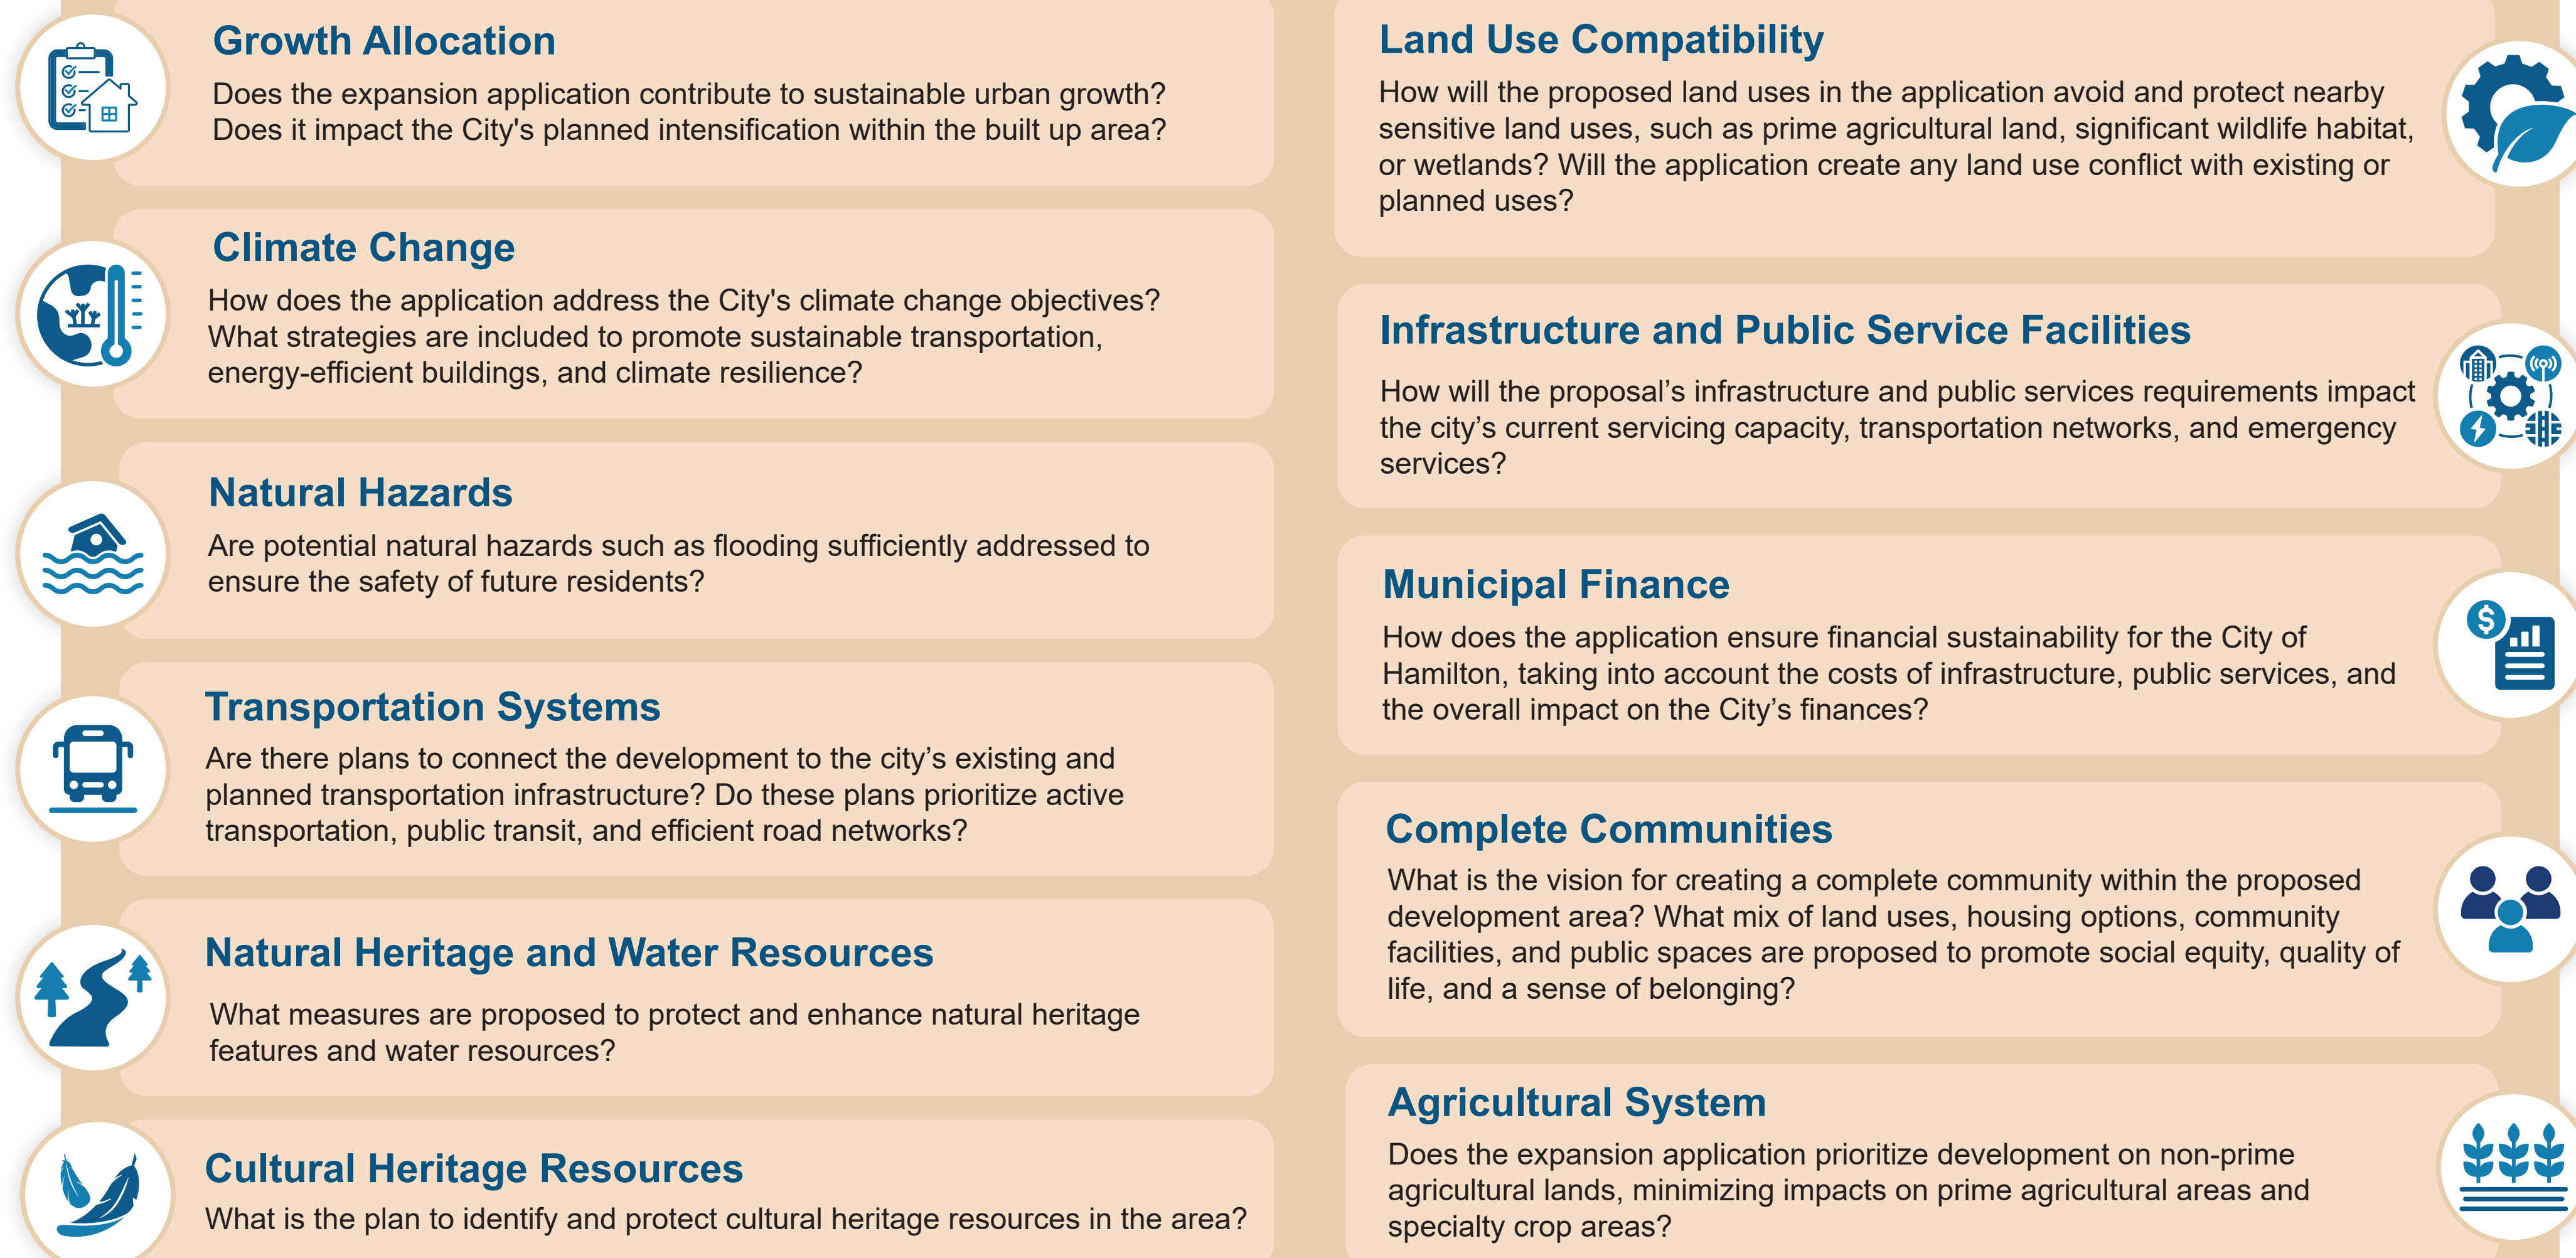 Growth Allocation
Does the expansion application contribute to sustainable urban growth?
Does it impact the City's planned intensification within the built up area?
Climate Change
How does the application address the City's climate change objectives?
What strategies are included to promote sustainable transportation,
energy-efficient buildings, and climate resilience?
Natural Hazards
Are potential natural hazards such as flooding sufficiently addressed to
ensure the safety of future residents?
Transportation Systems
Are there plans to connect the development to the city’s existing and
planned transportation infrastructure? Do these plans prioritize active
transportation, public transit, and efficient road networks?
Natural Heritage and Water Resources
What measures are proposed to protect and enhance natural heritage
features and water resources?
Cultural Heritage Resources
What is the plan to identify and protect cultural heritage resources in the area?
Land Use Compatibility
How will the proposed land uses in the application avoid and protect nearby
sensitive land uses, such as prime agricultural land, significant wildlife habitat,
or wetlands? Will the application create any land use conflict with existing or
planned uses?
Infrastructure and Public Service Facilities
How will the proposal’s infrastructure and public services requirements impact
the city’s current servicing capacity, transportation networks, and emergency
services?
Municipal Finance
How does the application ensure financial sustainability for the City of
Hamilton, taking into account the costs of infrastructure, public services, and
the overall impact on the City’s finances?
$
Complete Communities
What is the vision for creating a complete community within the proposed
development area? What mix of land uses, housing options, community
facilities, and public spaces are proposed to promote social equity, quality of
life, and a sense of belonging?
Agricultural System
Does the expansion application prioritize development on non-prime
agricultural lands, minimizing impacts on prime agricultural areas and
specialty crop areas?